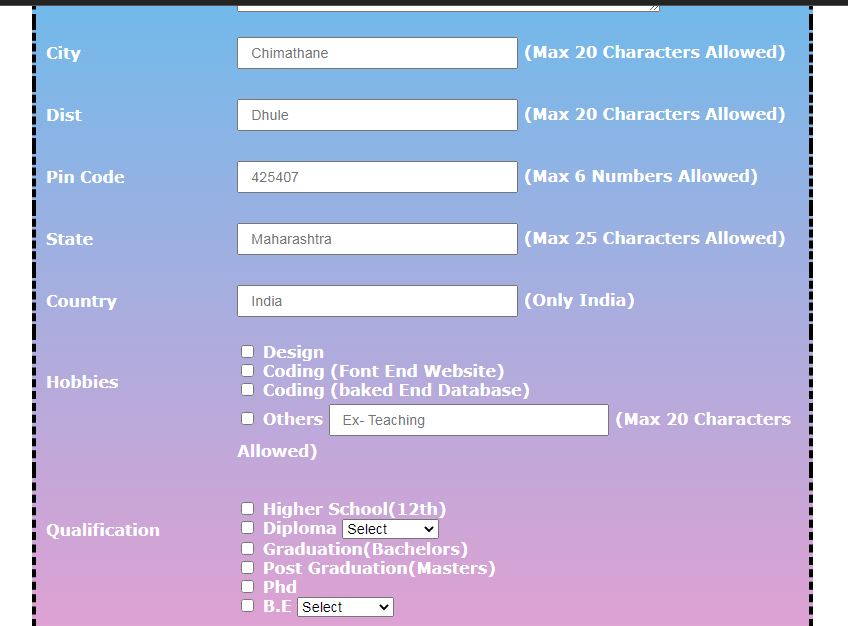 City Chimathane (Max 20 Characters Allowed)
Dist Dhule (Max 20 Characters Allowed)
Pin Code 425407 (Max 6 Numbers Allowed)
State Maharashtra (Max 25 Characters Allowed)
Country India (Only India)
Hobbies
Design
Coding (Font End Website)
Coding (baked End Database)
Others Ex- Teaching (Max 20 Characters
Allowed)
Qualification
Higher School(12th)
Diploma Select
Graduation(Bachelors)
Post Graduation(Masters)
Phd
B.E Select